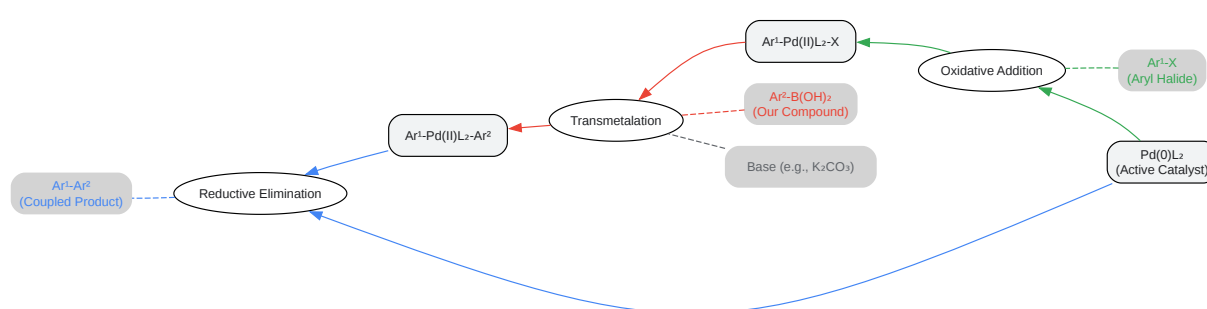 Ar¹-Pd(II)L₂-X
Oxidative Addition
Ar¹-X
(Aryl Halide)
Ar²-B(OH)₂
(Our Compound)
Transmetalation
Ar¹-Pd(II)L₂-Ar²
Base (e.g., K₂CO₃)
Pd(0)L₂
(Active Catalyst)
Ar¹-Ar²
(Coupled Product)
Reductive Elimination